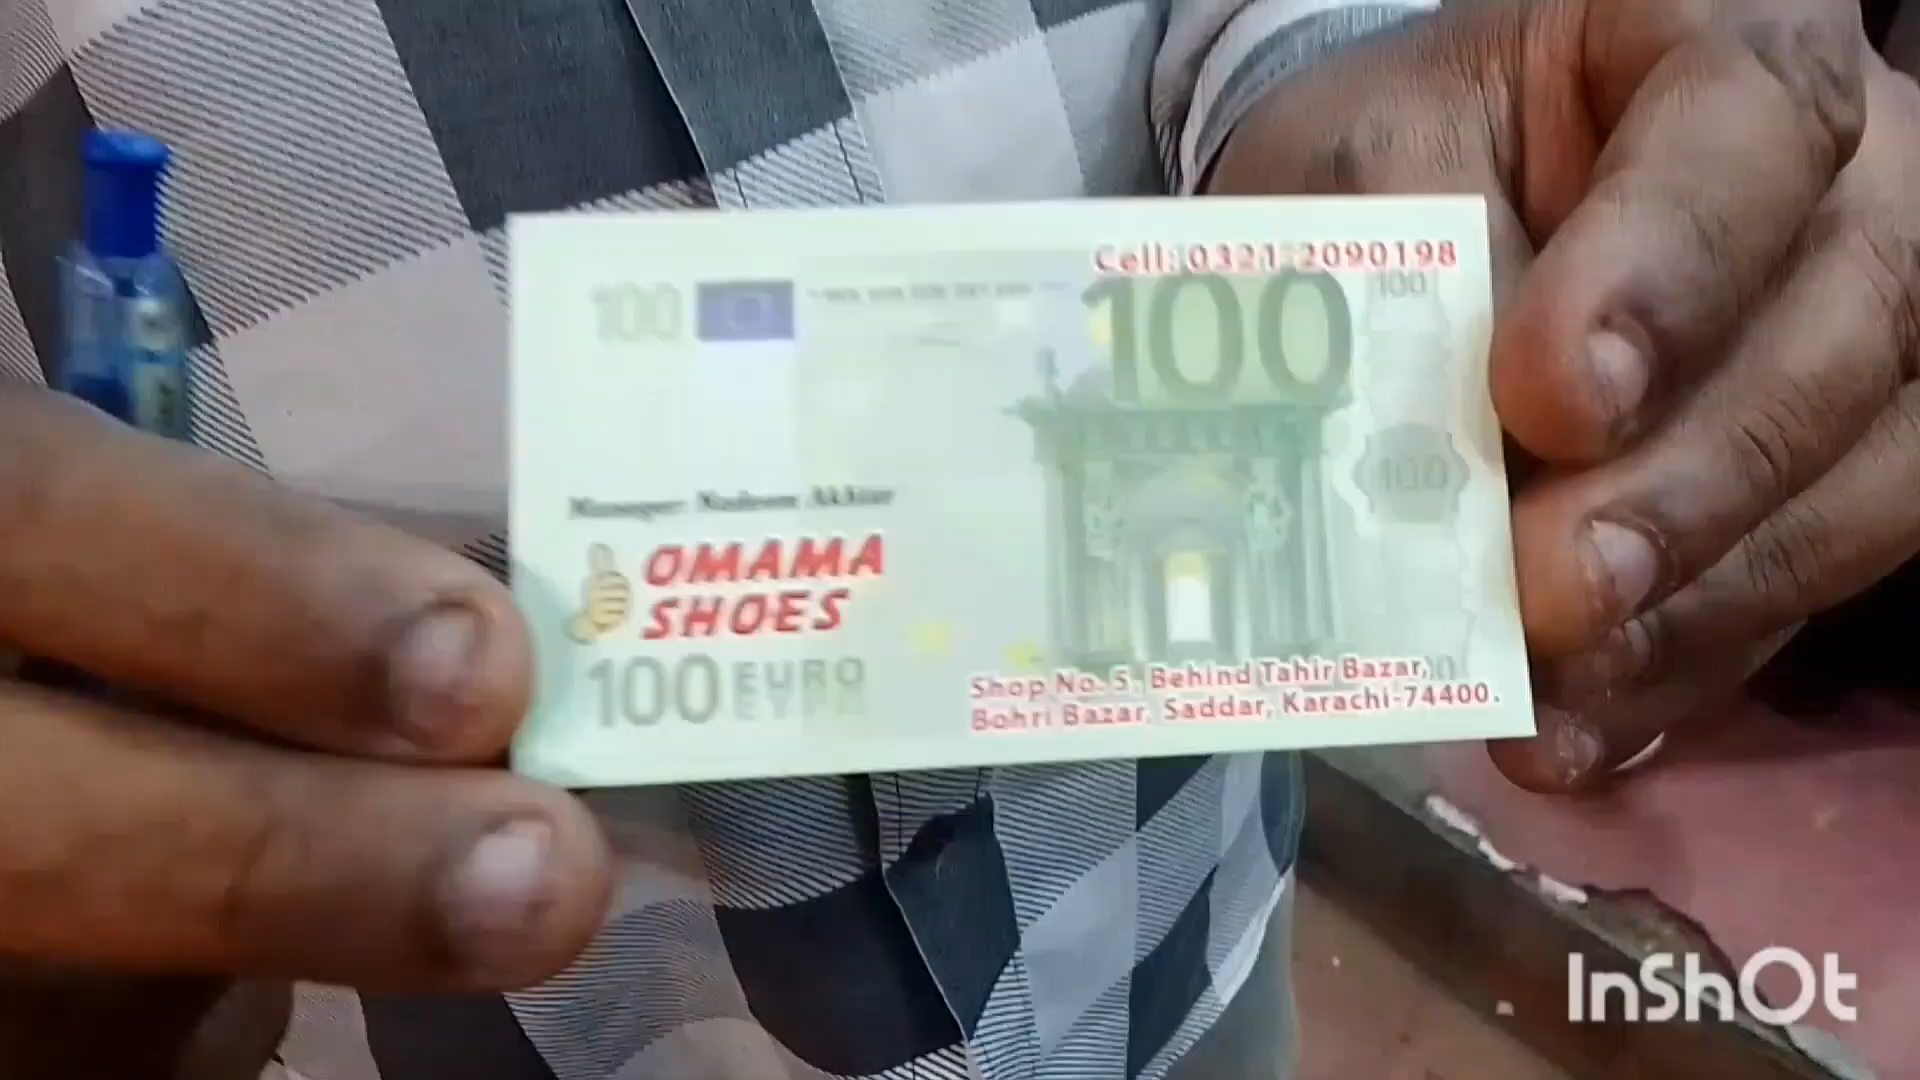 Cell: 0321-2090198
100
100
100
100
Manager: Nadeem Akhtar
OMAMA
SHOES
100 EURO
ΕΥΡΩ
Shop No. 5, Behind Tahir Bazar,
Bohri Bazar, Saddar, Karachi-74400.
InShOt